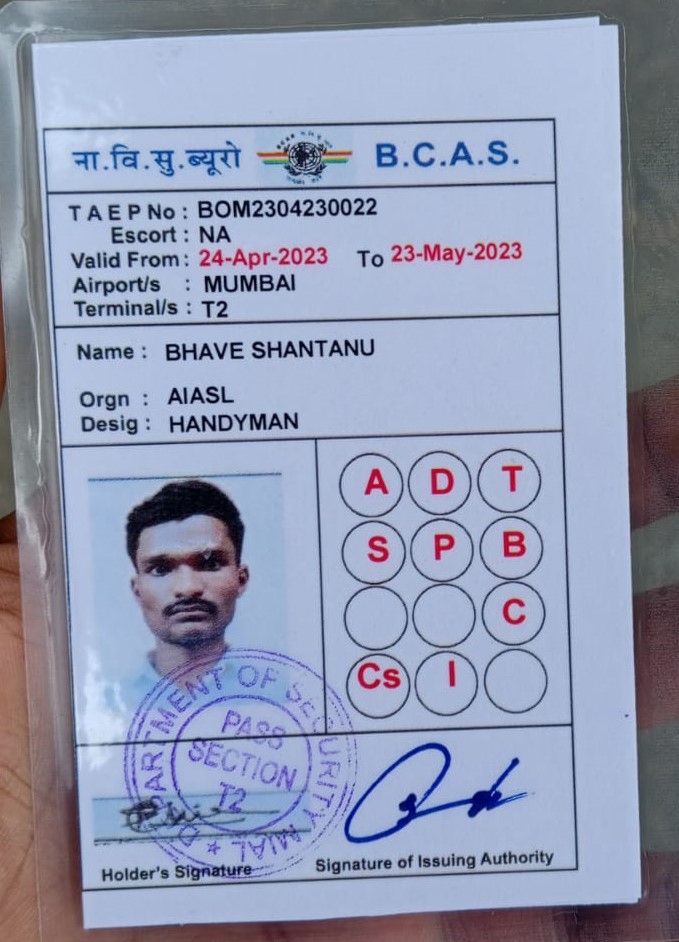 ना.वि.सु.ब्यूरो B.C.A.S.
T A E P No : BOM2304230022
Escort : NA
Valid From : 24-Apr-2023 To 23-May-2023
Airport/s : MUMBAI
Terminal/s : T2
Name : BHAVE SHANTANU
Orgn : AIASL
Desig : HANDYMAN
A D T
S P B
C
Cs I
DEPARTMENT OF SECURITY MIAL
PASS
SECTION
T2
Holder's Signature Signature of Issuing Authority